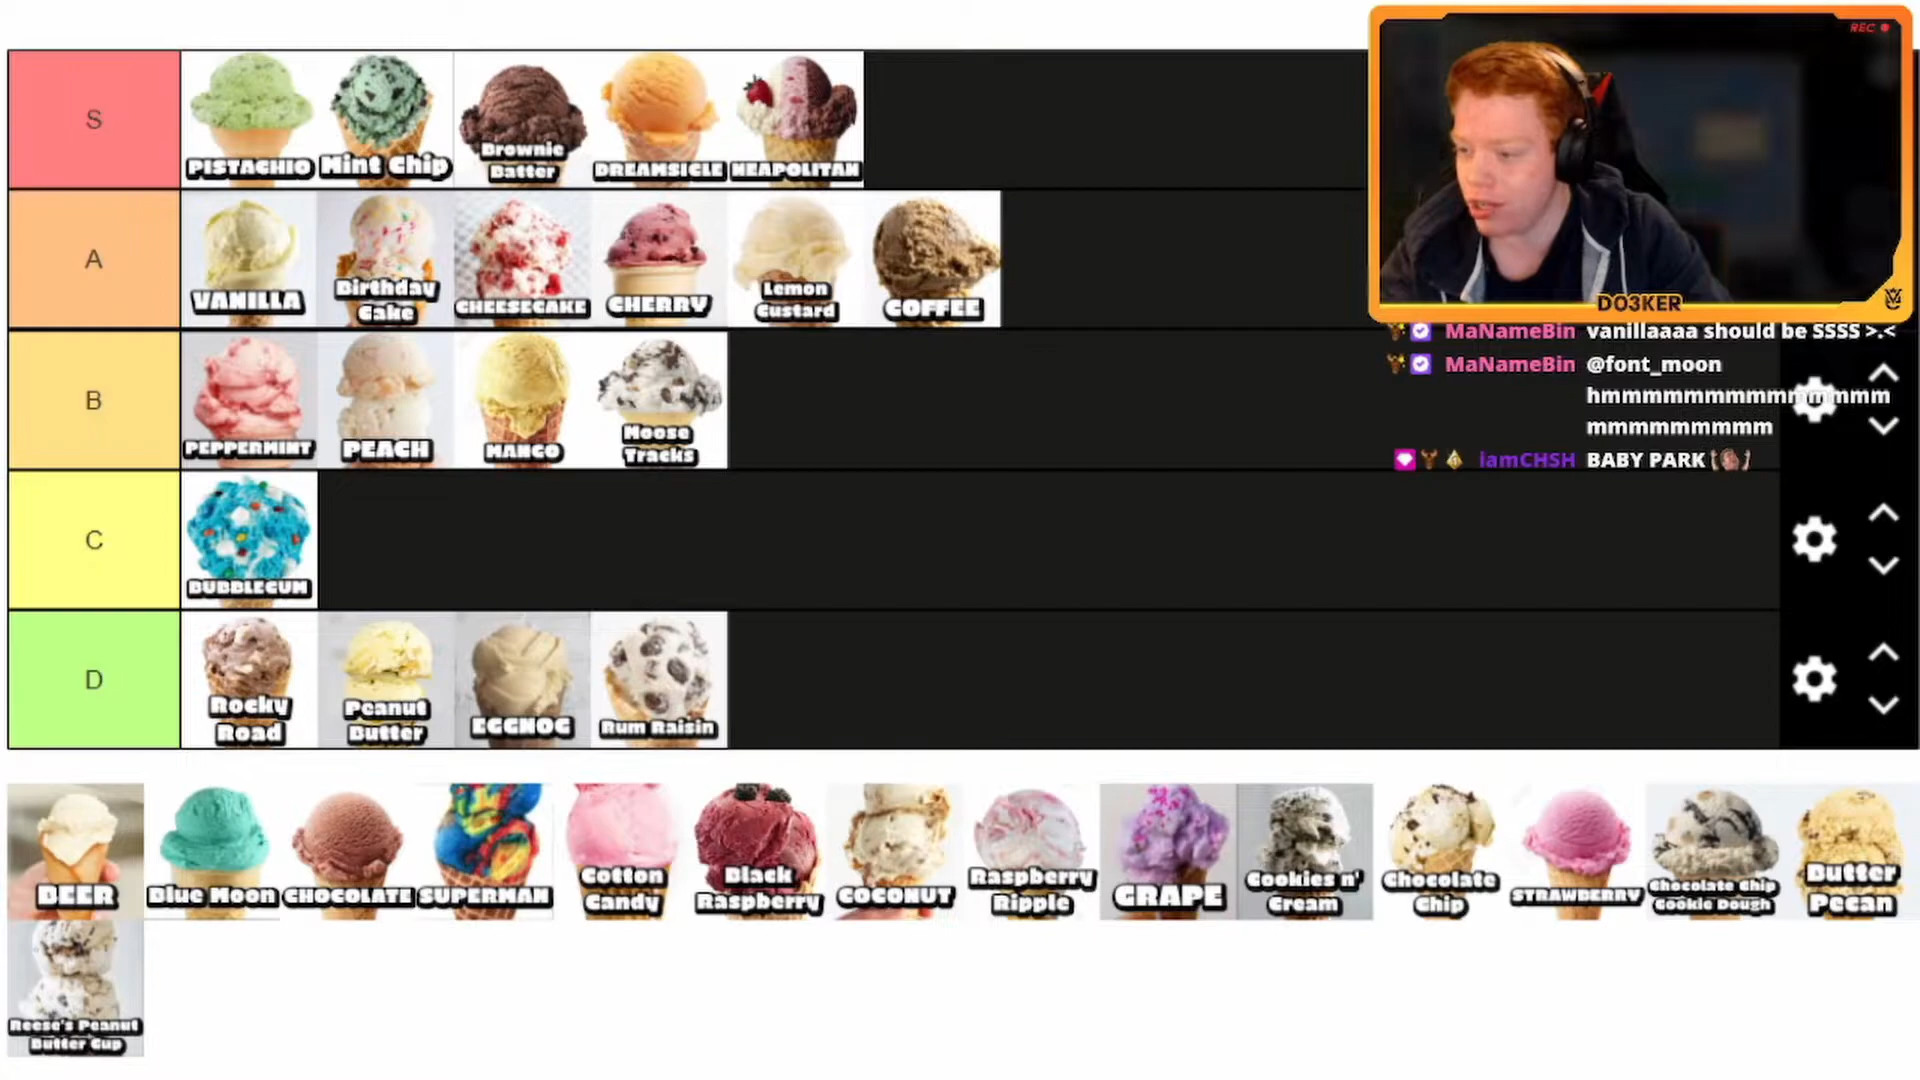 REC
S
PISTACHIO
Mint Chip
Brownie
Batter
DREAMSICLE
NEAPOLITAN
DO3KER
A
VANILLA
Birthday
Cake
CHEESECAKE
CHERRY
Lemon
Custard
COFFEE
MaNameBin vanillaaaa should be SSSS >.<
MaNameBin @font_moon
hmmmmmmmmmmmmmmm
mmmmmmmmm
iamCHSH BABY PARK
B
PEPPERMINT
PEACH
MANGO
Moose
Tracks
C
BUBBLEGUM
D
Rocky
Road
Peanut
Butter
EGGNOG
Rum Raisin
BEER
Blue Moon
CHOCOLATE
SUPERMAN
Cotton
Candy
Black
Raspberry
COCONUT
Raspberry
Ripple
GRAPE
Cookies n'
Cream
Chocolate
Chip
STRAWBERRY
Chocolate Chip
Cookie Dough
Butter
Pecan
Reese's Peanut
Butter Cup